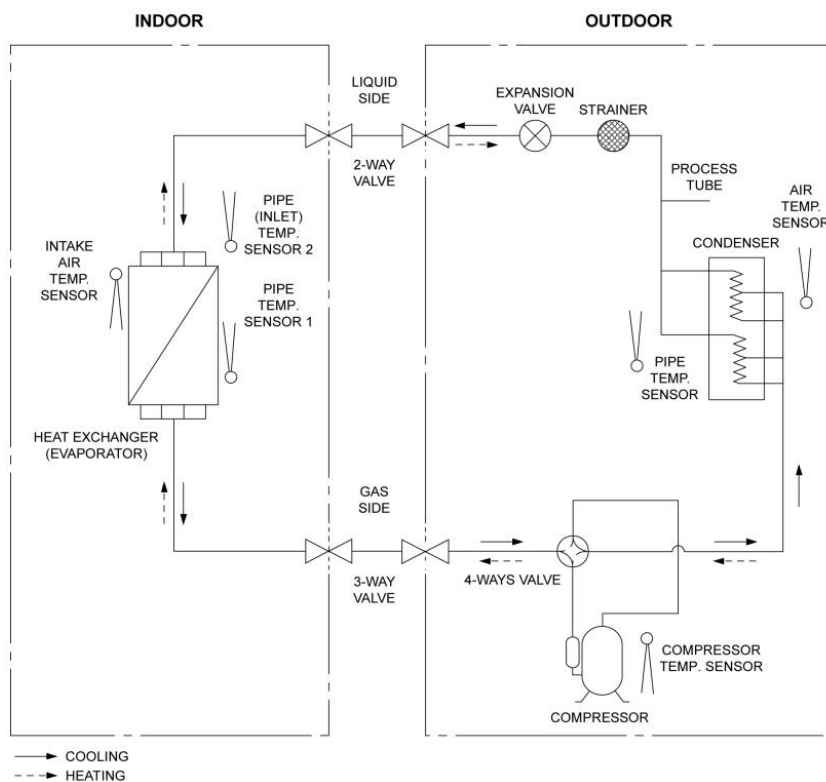 INDOOR
OUTDOOR
LIQUID
SIDE
EXPANSION
VALVE
STRAINER
2-WAY
VALVE
PROCESS
TUBE
AIR
TEMP.
SENSOR
PIPE
(INLET)
TEMP.
SENSOR 2
INTAKE
AIR
TEMP.
SENSOR
CONDENSER
PIPE
TEMP.
SENSOR 1
PIPE
TEMP.
SENSOR
HEAT EXCHANGER
(EVAPORATOR)
GAS
SIDE
3-WAY
VALVE
4-WAYS VALVE
COMPRESSOR
TEMP. SENSOR
COMPRESSOR
COOLING
HEATING